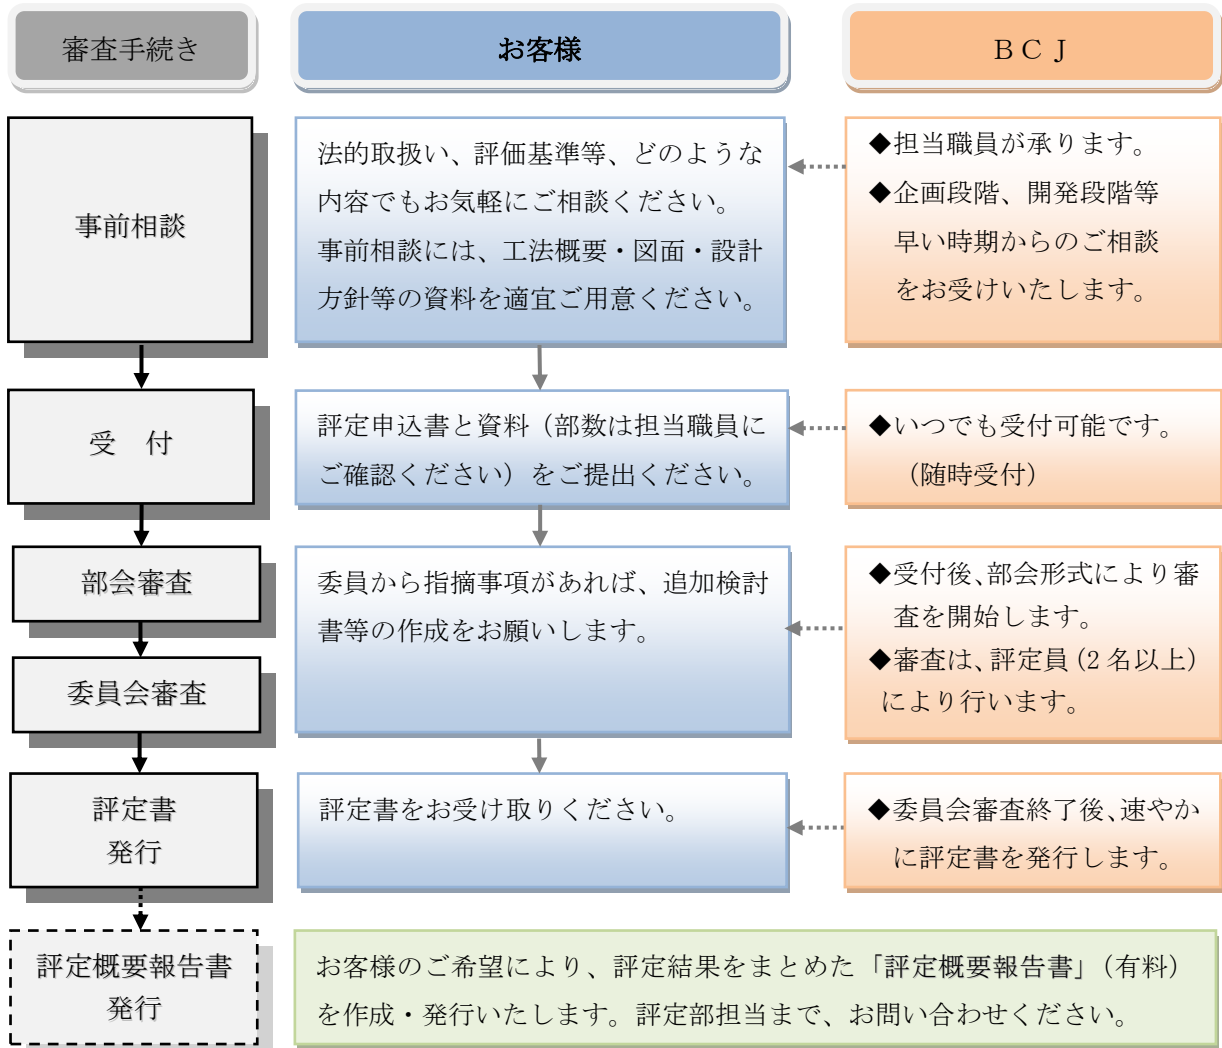 審査手続き
お客様
ＢＣＪ
事前相談
法的取扱い、評価基準等、どのような
内容でもお気軽にご相談ください。
事前相談には、工法概要・図面・設計
方針等の資料を適宜ご用意ください。
◆担当職員が承ります。
◆企画段階、開発段階等
早い時期からのご相談
をお受けいたします。
受　付
評定申込書と資料（部数は担当職員に
ご確認ください）をご提出ください。
◆いつでも受付可能です。
（随時受付）
部会審査
委員会審査
委員から指摘事項があれば、追加検討
書等の作成をお願いします。
◆受付後、部会形式により審
査を開始します。
◆審査は、評定員（2 名以上）
により行います。
評定書
発行
評定書をお受け取りください。
◆委員会審査終了後、速やか
に評定書を発行します。
評定概要報告書
発行
お客様のご希望により、評定結果をまとめた「評定概要報告書」（有料）
を作成・発行いたします。評定部担当まで、お問い合わせください。